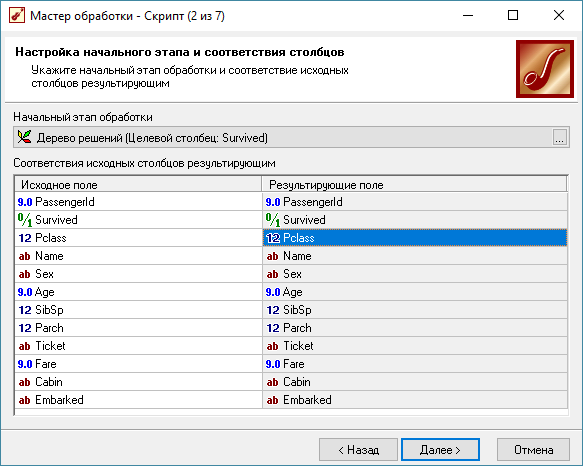 Мастер обработки - Скрипт (2 из 7)
Настройка начального этапа и соответствия столбцов
Укажите начальный этап обработки и соответствие исходных
столбцов результирующим
Начальный этап обработки
Дерево решений (Целевой столбец: Survived) ...
Соответствия исходных столбцов результирующим
Исходное поле Результирующие поле
9.0 PassengerId 9.0 PassengerId
0/1 Survived 0/1 Survived
12 Pclass 12 Pclass
ab Name ab Name
ab Sex ab Sex
9.0 Age 9.0 Age
12 SibSp 12 SibSp
12 Parch 12 Parch
ab Ticket ab Ticket
9.0 Fare 9.0 Fare
ab Cabin ab Cabin
ab Embarked ab Embarked
< Назад Далее > Отмена